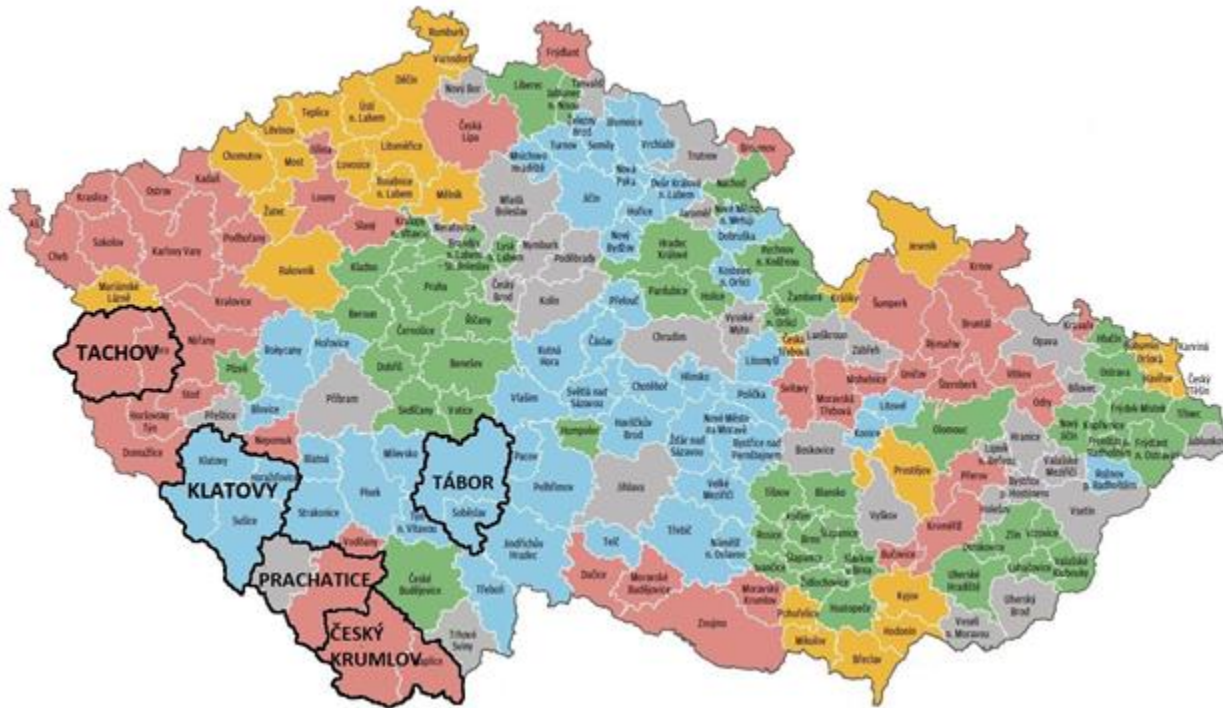 Rumburk
Varnsdorf
Frýdlant
Děčín
Nový Bor
Liberec
Tanvald
Jablonec
n. Nisou
Teplice
Ústí
n. Labem
Česká
Lípa
Železný
Brod
Jilemnice
Litvínov
Litoměřice
Turnov
Semily
Vrchlabí
Chomutov
Most
Bílina
Lovosice
Mnichovo
Hradiště
Trutnov
Broumov
Kadaň
Roudnice
n. Labem
Nová
Paka
Dvůr Králové
n. Labem
Kraslice
Ostrov
Louny
Mělník
Jičín
Náchod
Žatec
Mladá
Boleslav
Hořice
Jaroměř
Nové Město
n. Metují
Aš
Sokolov
Karlovy Vary
Podbořany
Slaný
Kralupy
n. Vltavou
Neratovice
Dobruška
Jeseník
Cheb
Brandýs
n. Labem-
St. Boleslav
Lysá
n. Labem
Nymburk
Nový
Bydžov
Hradec
Králové
Rychnov
n. Kněžnou
Rakovník
Kladno
Poděbrady
Kostelec
n. Orlicí
Krnov
Mariánské
Lázně
Praha
Český
Brod
Kolín
Pardubice
Holice
Žamberk
Králíky
Šumperk
Kralovice
Beroun
Říčany
Přelouč
Ústí
n. Orlicí
Bruntál
Černošice
Vysoké
Mýto
Lanškroun
Kravaře
TACHOV
Nýřany
Rokycany
Hořovice
Kutná
Hora
Čáslav
Chrudim
Česká
Třebová
Zábřeh
Rýmařov
Opava
Hlučín
Bohumín
Orlová
Karviná
Plzeň
Dobříš
Benešov
Litomyšl
Havířov
Stod
Příbram
Hlinsko
Svitavy
Moravská
Třebová
Mohelnice
Uničov
Šternberk
Vítkov
Bílovec
Ostrava
Český
Těšín
Horšovský
Týn
Přeštice
Blovice
Sedlčany
Votice
Vlašim
Světlá nad
Sázavou
Chotěboř
Polička
Litovel
Odry
Frýdek-Místek
Třinec
Domažlice
Nepomuk
Humpolec
Havlíčkův
Brod
Nové Město
na Moravě
Konice
Olomouc
Nový
Jičín
Kopřivnice
Jablunkov
Klatovy
Horažďovice
Blatná
Milevsko
TÁBOR
Pacov
Žďár nad
Sázavou
Bystřice nad
Pernštejnem
Boskovice
Hranice
Frenštát p.
Radhoštěm
Frýdlant
n. Ostravicí
KLATOVY
Písek
Pelhřimov
Jihlava
Prostějov
Lipník
n. Bečvou
Valašské
Meziříčí
Rožnov
p. Radhoštěm
Sušice
Strakonice
Týn
n. Vltavou
Soběslav
Velké
Meziříčí
Tišnov
Blansko
Přerov
Bystřice
p. Hostýnem
Vodňany
Jindřichův
Hradec
Telč
Třebíč
Náměšť
n. Oslavou
Kuřim
Vyškov
Holešov
Vsetín
PRACHATICE
České
Budějovice
Třeboň
Rosice
Brno
Šlapanice
Kroměříž
Zlín
Vizovice
Dačice
Moravské
Budějovice
Ivančice
Šlapanice
Slavkov
u Brna
Bučovice
Otrokovice
Luhačovice
Valašské
Klobouky
ČESKÝ
KRUMLOV
Kaplice
Trhové
Sviny
Moravský
Krumlov
Židlochovice
Uherské
Hradiště
Znojmo
Pohořelice
Hustopeče
Kyjov
Uherský
Brod
Mikulov
Hodonín
Veselí
n. Moravou
Břeclav